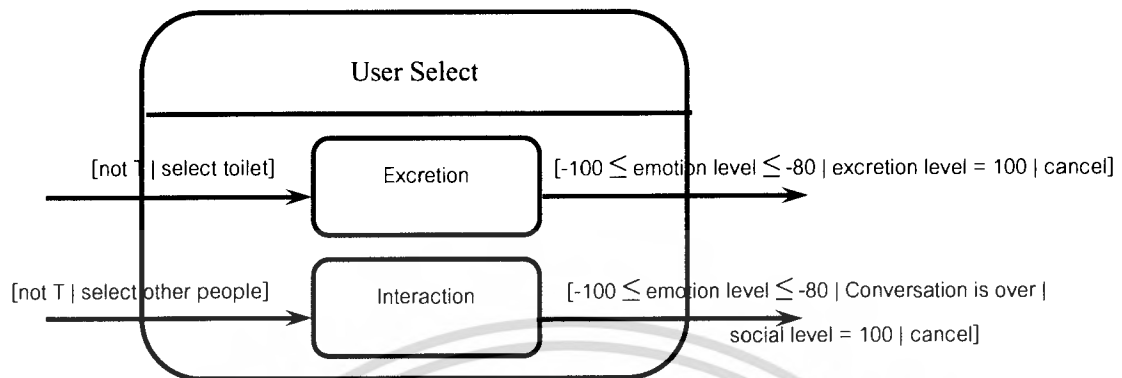 User Select
[not T | select toilet]
Excretion
[-100 ≤ emotion level ≤ -80 | excretion level = 100 | cancel]
[not T | select other people]
Interaction
[-100 ≤ emotion level ≤ -80 | Conversation is over |
social level = 100 | cancel]